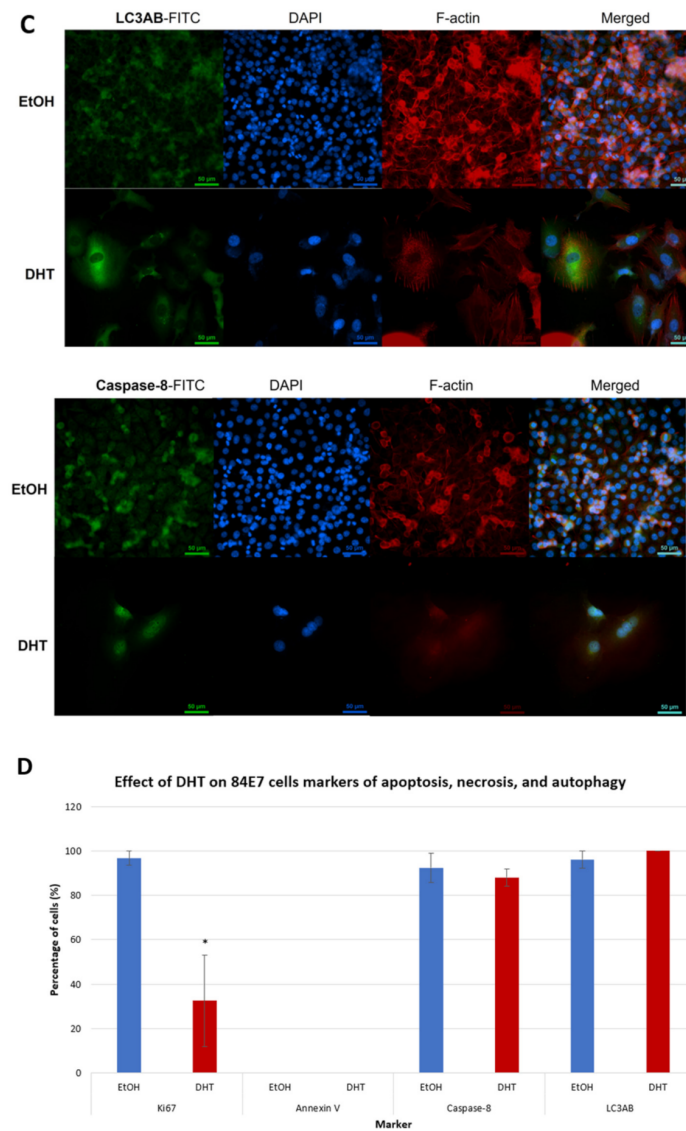 C
LC3AB-FITC DAPI F-actin Merged
EtOH
50 µm 50 µm 50 µm 50 µ
DHT
50 µm 50 µm 50 µm 50 µm
Caspase-8-FITC DAPI F-actin Merged
EtOH
50 µm 50 µm 50 µm 50 µm
DHT
50 µm 50 µm 50 µm 50 µm
D
Effect of DHT on 84E7 cells markers of apoptosis, necrosis, and autophagy
120
100
80
60
40
20
0
Percentage of cells (%)
*
EtOH DHT EtOH DHT EtOH DHT EtOH DHT
Ki67 Annexin V Caspase-8 LC3AB
Marker